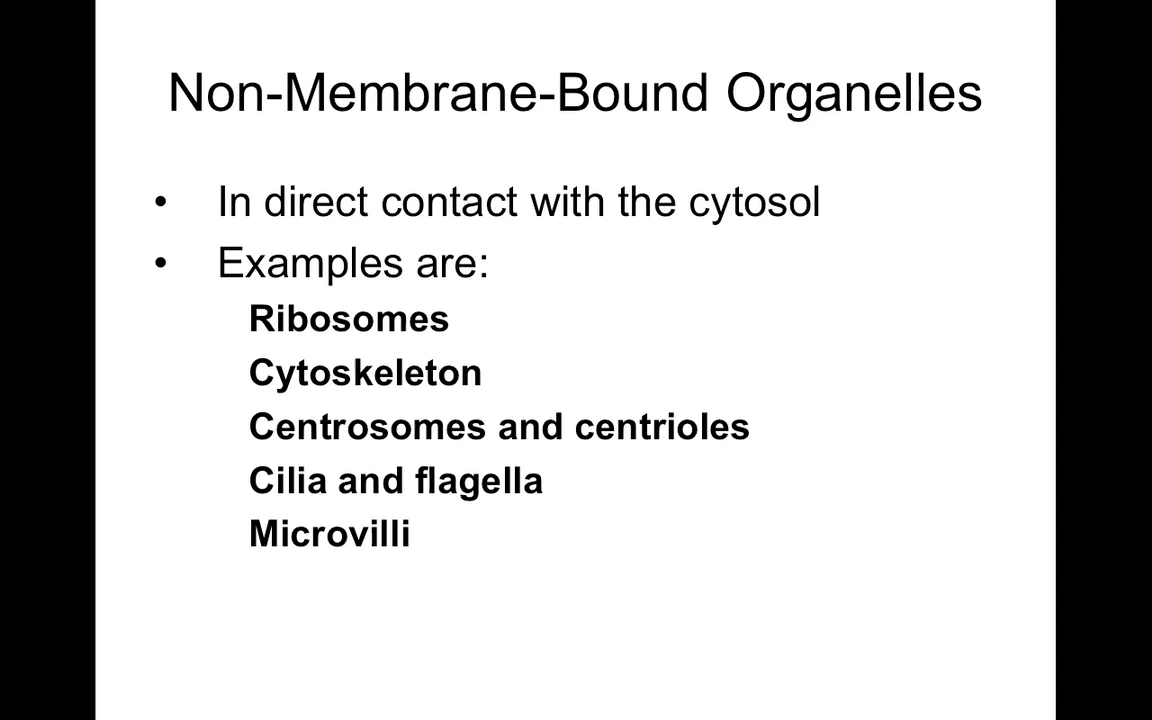 Non-Membrane-Bound Organelles
• In direct contact with the cytosol
• Examples are:
Ribosomes
Cytoskeleton
Centrosomes and centrioles
Cilia and flagella
Microvilli